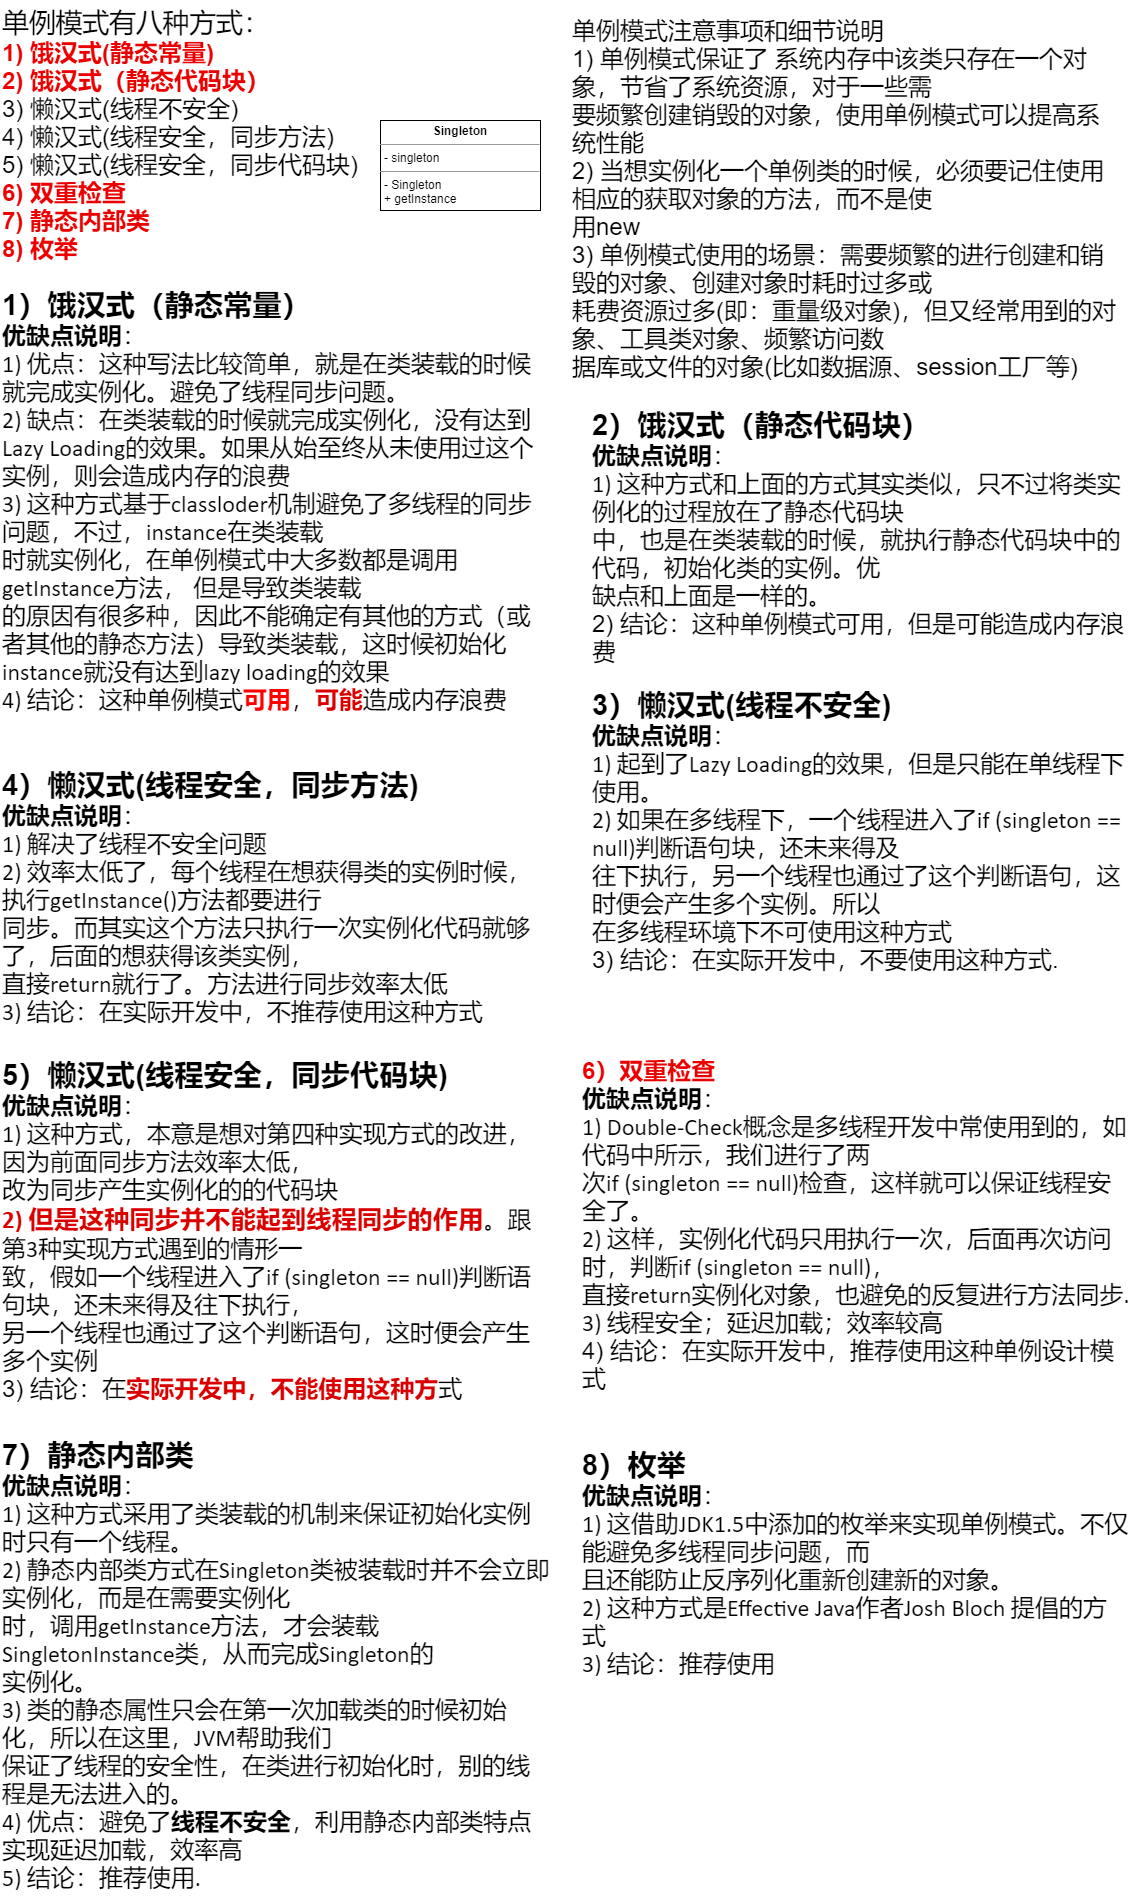 单例模式有八种方式：
1) 饿汉式(静态常量)
2) 饿汉式（静态代码块）
3) 懒汉式(线程不安全)
4) 懒汉式(线程安全，同步方法)
5) 懒汉式(线程安全，同步代码块)
6) 双重检查
7) 静态内部类
8) 枚举
Singleton
- singleton
- Singleton
+ getInstance
单例模式注意事项和细节说明
1) 单例模式保证了 系统内存中该类只存在一个对
象，节省了系统资源，对于一些需
要频繁创建销毁的对象，使用单例模式可以提高系
统性能
2) 当想实例化一个单例类的时候，必须要记住使用
相应的获取对象的方法，而不是使
用new
3) 单例模式使用的场景：需要频繁的进行创建和销
毁的对象、创建对象时耗时过多或
耗费资源过多(即：重量级对象)，但又经常用到的对
象、工具类对象、频繁访问数
据库或文件的对象(比如数据源、session工厂等)
1）饿汉式（静态常量）
优缺点说明：
1) 优点：这种写法比较简单，就是在类装载的时候
就完成实例化。避免了线程同步问题。
2) 缺点：在类装载的时候就完成实例化，没有达到
Lazy Loading的效果。如果从始至终从未使用过这个
实例，则会造成内存的浪费
3) 这种方式基于classloder机制避免了多线程的同步
问题，不过，instance在类装载
时就实例化，在单例模式中大多数都是调用
getInstance方法， 但是导致类装载
的原因有很多种，因此不能确定有其他的方式（或
者其他的静态方法）导致类装载，这时候初始化
instance就没有达到lazy loading的效果
4) 结论：这种单例模式可用，可能造成内存浪费
2）饿汉式（静态代码块）
优缺点说明：
1) 这种方式和上面的方式其实类似，只不过将类实
例化的过程放在了静态代码块
中，也是在类装载的时候，就执行静态代码块中的
代码，初始化类的实例。优
缺点和上面是一样的。
2) 结论：这种单例模式可用，但是可能造成内存浪
费
3）懒汉式(线程不安全)
优缺点说明：
1) 起到了Lazy Loading的效果，但是只能在单线程下
使用。
2) 如果在多线程下，一个线程进入了if (singleton ==
null)判断语句块，还未来得及
往下执行，另一个线程也通过了这个判断语句，这
时便会产生多个实例。所以
在多线程环境下不可使用这种方式
3) 结论：在实际开发中，不要使用这种方式.
4）懒汉式(线程安全，同步方法)
优缺点说明：
1) 解决了线程不安全问题
2) 效率太低了，每个线程在想获得类的实例时候，
执行getInstance()方法都要进行
同步。而其实这个方法只执行一次实例化代码就够
了，后面的想获得该类实例，
直接return就行了。方法进行同步效率太低
3) 结论：在实际开发中，不推荐使用这种方式
5）懒汉式(线程安全，同步代码块)
优缺点说明：
1) 这种方式，本意是想对第四种实现方式的改进，
因为前面同步方法效率太低，
改为同步产生实例化的的代码块
2) 但是这种同步并不能起到线程同步的作用。跟
第3种实现方式遇到的情形一
致，假如一个线程进入了if (singleton == null)判断语
句块，还未来得及往下执行，
另一个线程也通过了这个判断语句，这时便会产生
多个实例
3) 结论：在实际开发中，不能使用这种方式
6）双重检查
优缺点说明：
1) Double-Check概念是多线程开发中常使用到的，如
代码中所示，我们进行了两
次if (singleton == null)检查，这样就可以保证线程安
全了。
2) 这样，实例化代码只用执行一次，后面再次访问
时，判断if (singleton == null)，
直接return实例化对象，也避免的反复进行方法同步.
3) 线程安全；延迟加载；效率较高
4) 结论：在实际开发中，推荐使用这种单例设计模
式
7）静态内部类
优缺点说明：
1) 这种方式采用了类装载的机制来保证初始化实例
时只有一个线程。
2) 静态内部类方式在Singleton类被装载时并不会立即
实例化，而是在需要实例化
时，调用getInstance方法，才会装载
SingletonInstance类，从而完成Singleton的
实例化。
3) 类的静态属性只会在第一次加载类的时候初始
化，所以在这里，JVM帮助我们
保证了线程的安全性，在类进行初始化时，别的线
程是无法进入的。
4) 优点：避免了线程不安全，利用静态内部类特点
实现延迟加载，效率高
5) 结论：推荐使用.
8）枚举
优缺点说明：
1) 这借助JDK1.5中添加的枚举来实现单例模式。不仅
能避免多线程同步问题，而
且还能防止反序列化重新创建新的对象。
2) 这种方式是Effective Java作者Josh Bloch 提倡的方
式
3) 结论：推荐使用